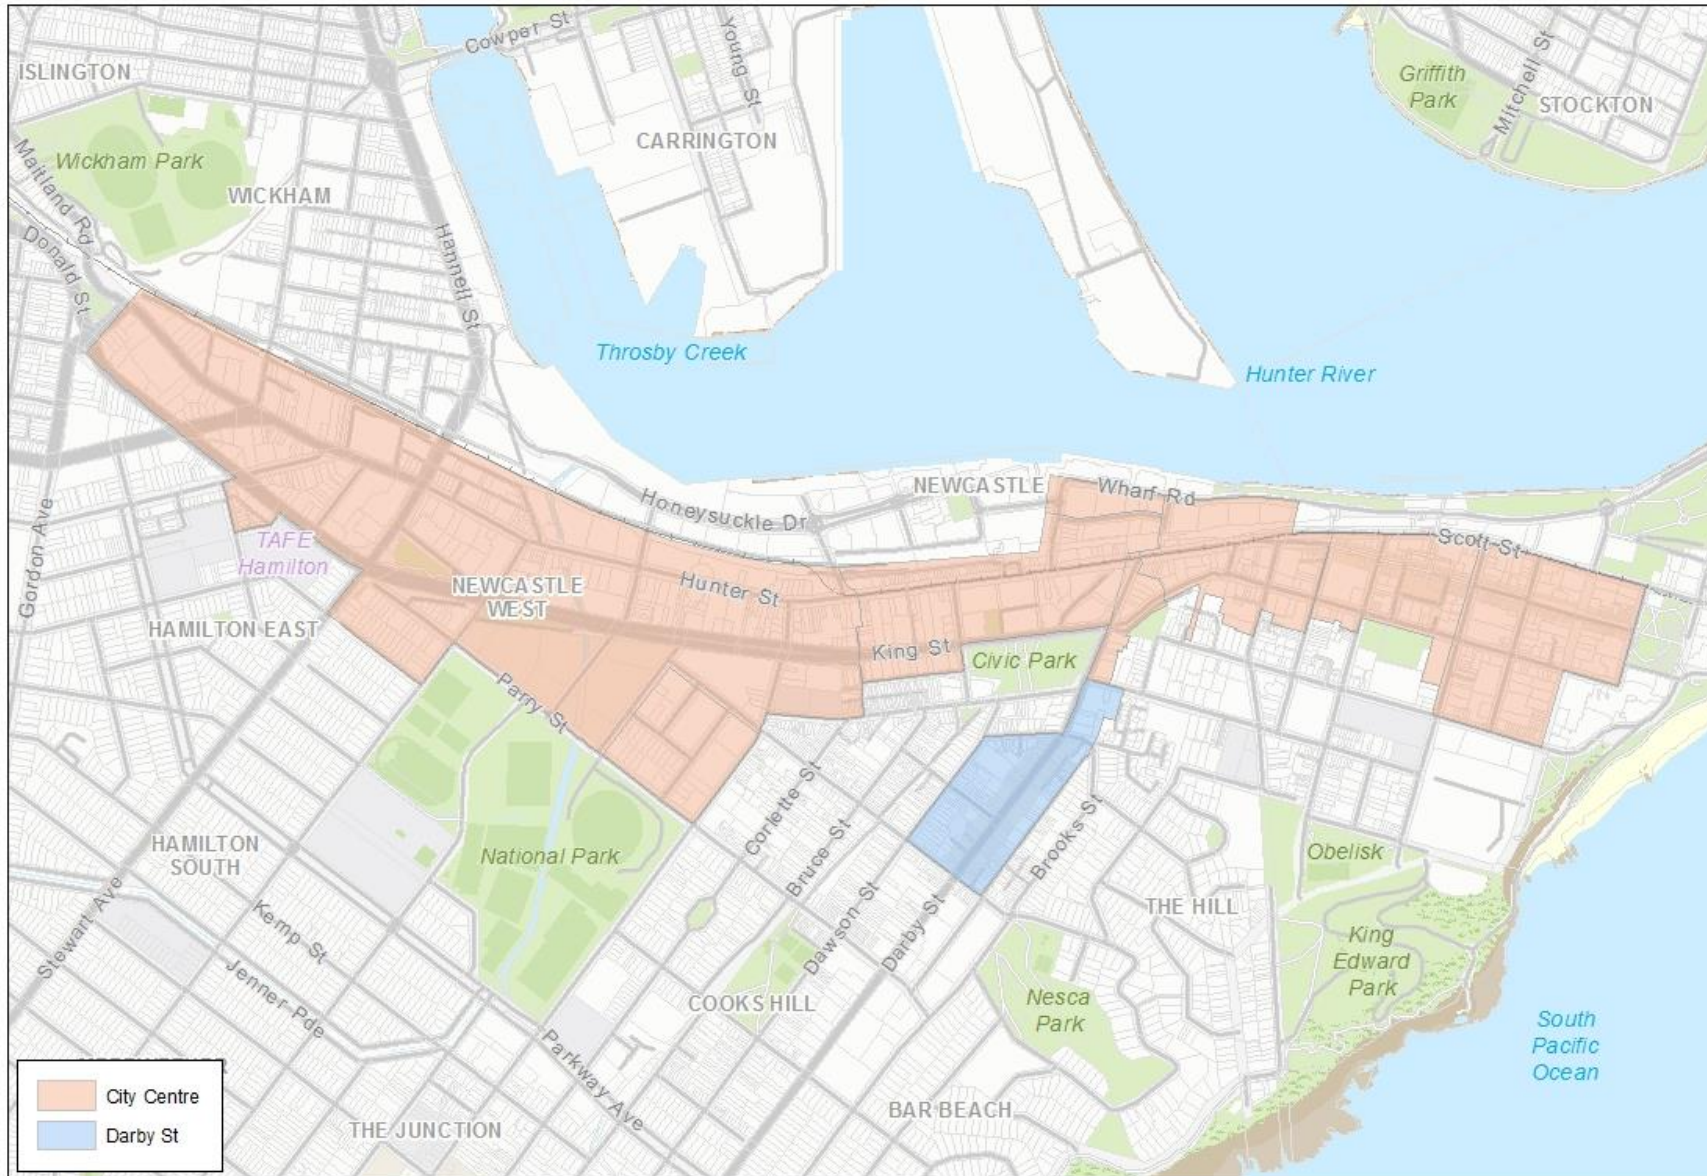 Cowper St
Young St
ISLINGTON
Griffith
Park
Mitchell St
STOCKTON
CARRINGTON
Wickham Park
Maitland Rd
WICKHAM
Donald St
Hannell St
Throsby Creek
Hunter River
NEWCASTLE
Wharf Rd
Honeysuckle Dr
Scott St
Gordon Ave
TAFE
Hamilton
NEWCASTLE
WEST
Hunter St
HAMILTON EAST
King St
Civic Park
Parry St
Corlette St
Bruce St
Brooks St
HAMILTON
SOUTH
National Park
Obelisk
Dawson St
Darby St
THE HILL
Stewart Ave
Kemp St
King
Edward
Park
Jenner Pde
COOKS HILL
Nesca
Park
South
Pacific
Ocean
Parkway Ave
City Centre
BAR BEACH
Darby St
THE JUNCTION